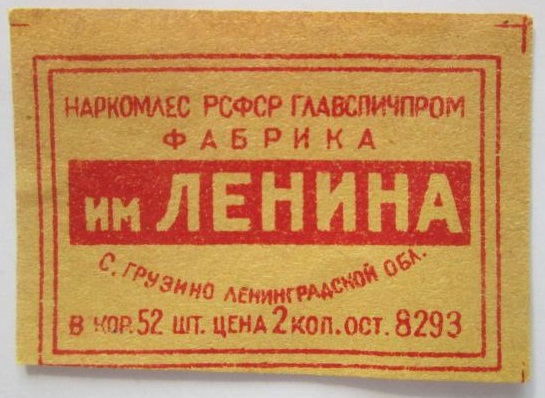 НАРКОМЛЕС РСФСР ГЛАВСПИЧПРОМ
ФАБРИКА
ИМ ЛЕНИНА
С. ГРУЗИНО ЛЕНИНГРАДСКОЙ ОБЛ.
В КОР. 52 ШТ. ЦЕНА 2 КОП. ОСТ. 8293